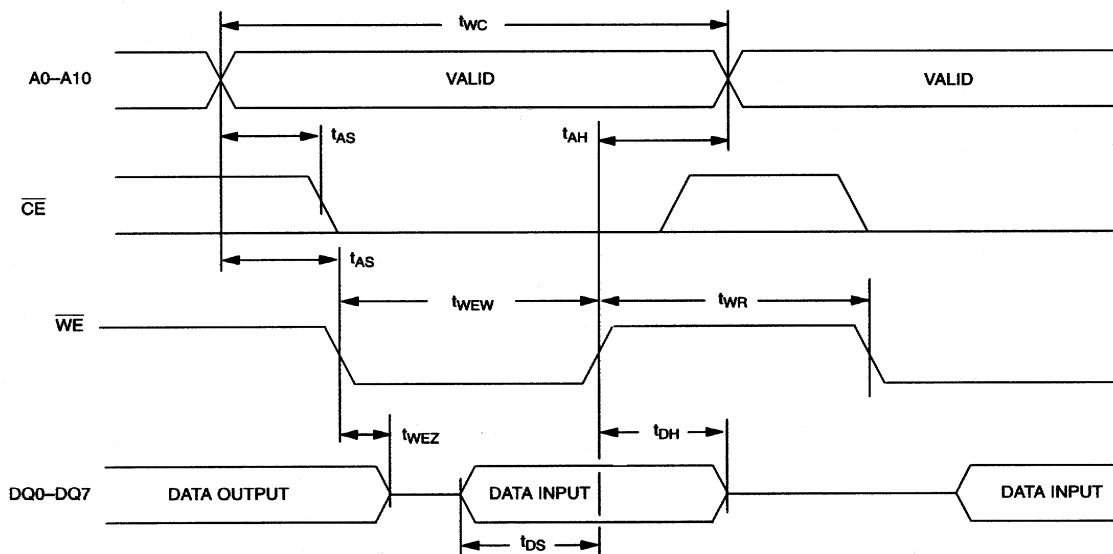 tWC
A0–A10 VALID VALID
tAS tAH
CE
tAS
tWEW tWR
WE
tWEZ tDH
DQ0–DQ7 DATA OUTPUT DATA INPUT DATA INPUT
tDS